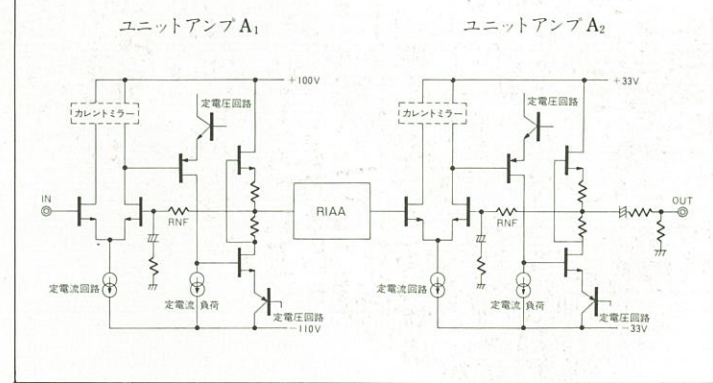 ユニットアンプ A₁
ユニットアンプ A₂
+100V
定電圧回路
カレントミラー
IN
RNF
RIAA
定電流回路
定電流 負荷
定電圧回路
-110V
+33V
定電圧回路
カレントミラー
RNF
OUT
定電流回路
定電流 負荷
定電圧回路
-33V